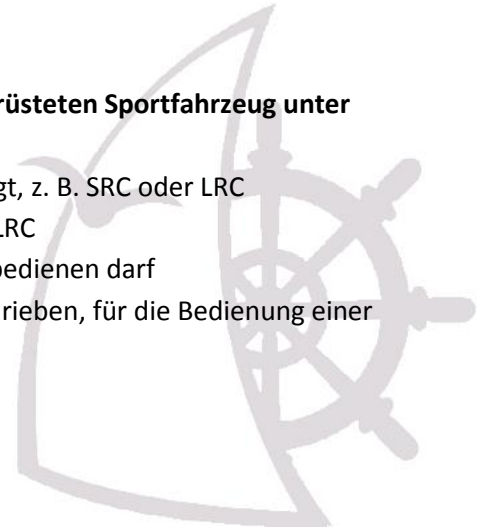 rüsteten Sportfahrzeug unter
gt, z. B. SRC oder LRC
LRC
bedienen darf
rieben, für die Bedienung einer